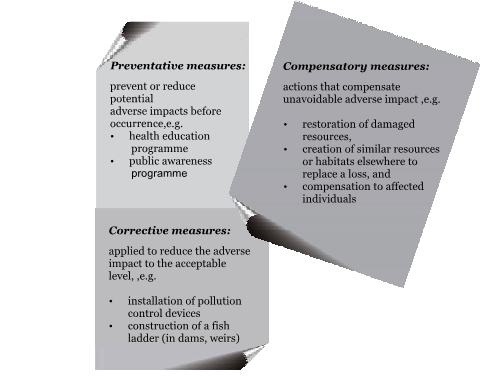 Preventative measures:
prevent or reduce
potential
adverse impacts before
occurrence,e.g.
• health education
programme
• public awareness
programme
Compensatory measures:
actions that compensate
unavoidable adverse impact ,e.g.
• restoration of damaged
resources,
• creation of similar resources
or habitats elsewhere to
replace a loss, and
• compensation to affected
individuals
Corrective measures:
applied to reduce the adverse
impact to the acceptable
level, ,e.g.
• installation of pollution
control devices
• construction of a fish
ladder (in dams, weirs)